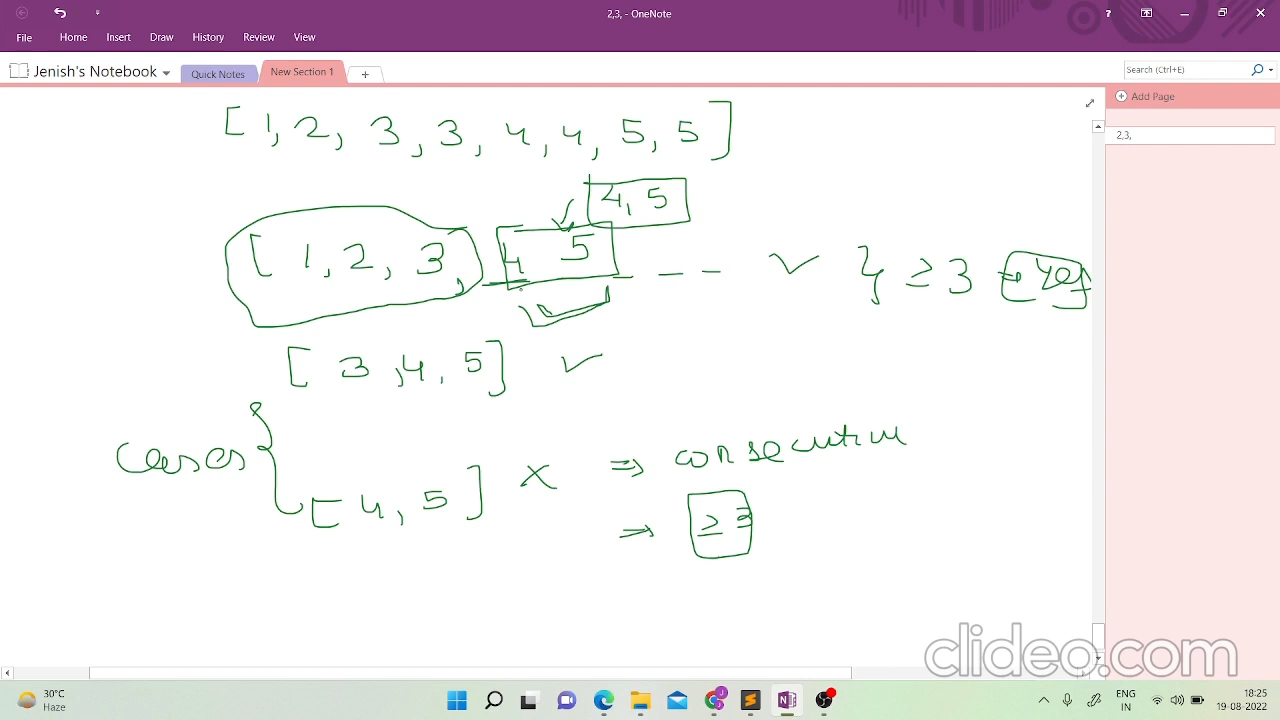 2,3, - OneNote
?
File Home Insert Draw History Review View
Jenish's Notebook
Quick Notes
New Section 1
+
Search (Ctrl+E)
Add Page
2,3,
[ 1, 2, 3, 3, 4, 4, 5, 5 ]
4, 5
[ 1, 2, 3, 4 5 - - - ✓ ≥ 3 ⇒ Yes
[ 3, 4, 5 ] ✓
cases {
[ 4, 5 ] × ⇒ consecutive
⇒ ≥ 3
clideo.com
30°C
Haze
ENG
IN
18:25
19-08-2022